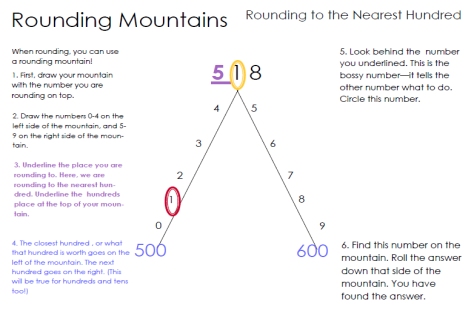 Rounding Mountains
Rounding to the Nearest Hundred
When rounding, you can use
a rounding mountain!
1. First, draw your mountain
with the number you are
rounding on top.
2. Draw the numbers 0-4 on the
left side of the mountain, and 5-
9 on the right side of the moun-
tain.
3. Underline the place you are
rounding to. Here, we are
rounding to the nearest hun-
dred. Underline the hundreds
place at the top of your moun-
tain.
4. The closest hundred , or what
that hundred is worth goes on the
left of the mountain. The next
hundred goes on the right. (This
will be true for hundreds and tens
too!)
518
4
3
2
1
0
500
5
6
7
8
9
600
5. Look behind the number
you underlined. This is the
bossy number—it tells the
other number what to do.
Circle this number.
6. Find this number on the
mountain. Roll the answer
down that side of the
mountain. You have
found the answer.